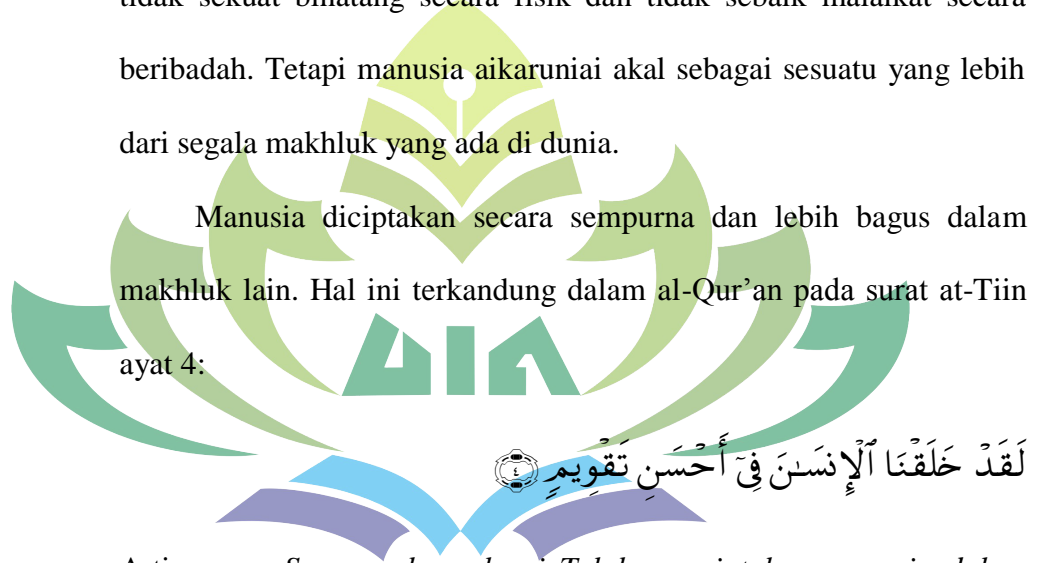 tidak sekuat binatang secara fisik dan tidak sebaik malaikat secara
beribadah. Tetapi manusia aikaruniai akal sebagai sesuatu yang lebih
dari segala makhluk yang ada di dunia.
Manusia diciptakan secara sempurna dan lebih bagus dalam
makhluk lain. Hal ini terkandung dalam al-Qur’an pada surat at-Tiin
ayat 4:
UIN
لَقَدْ خَلَقْنَا ٱلْإِنسَـٰنَ فِىٓ أَحْسَنِ تَقْوِيمٍ ﴿٤﴾